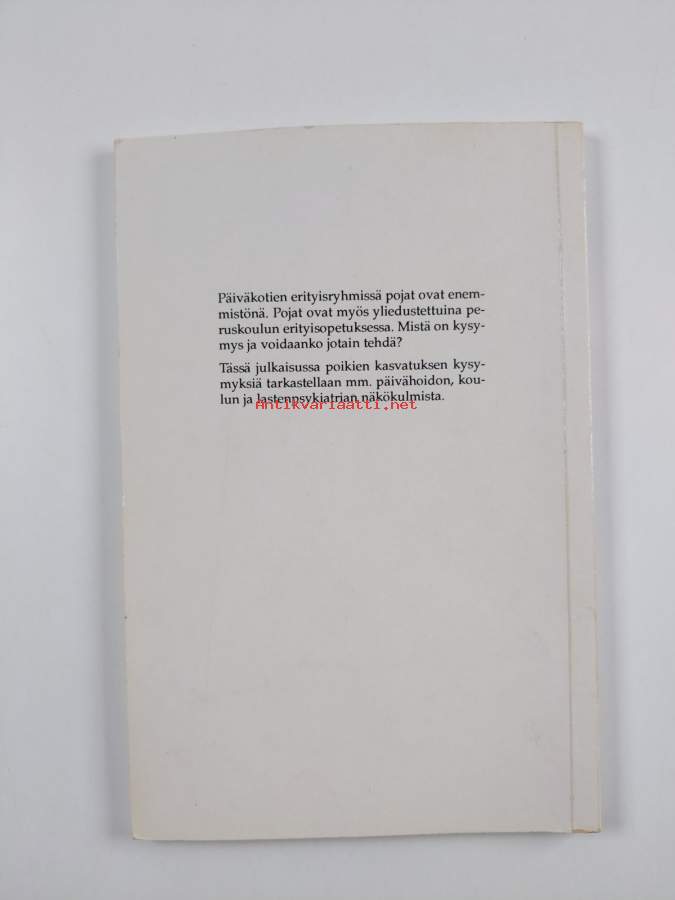 Päiväkotien erityisryhmissä pojat ovat enem-
mistönä. Pojat ovat myös yliedustettuina pe-
ruskoulun erityisopetuksessa. Mistä on kysy-
mys ja voidaanko jotain tehdä?
Tässä julkaisussa poikien kasvatuksen kysy-
myksiä tarkastellaan mm. päivähoidon, kou-
lun ja lastenpsykiatrian näkökulmista.
Antikvariaatti.net